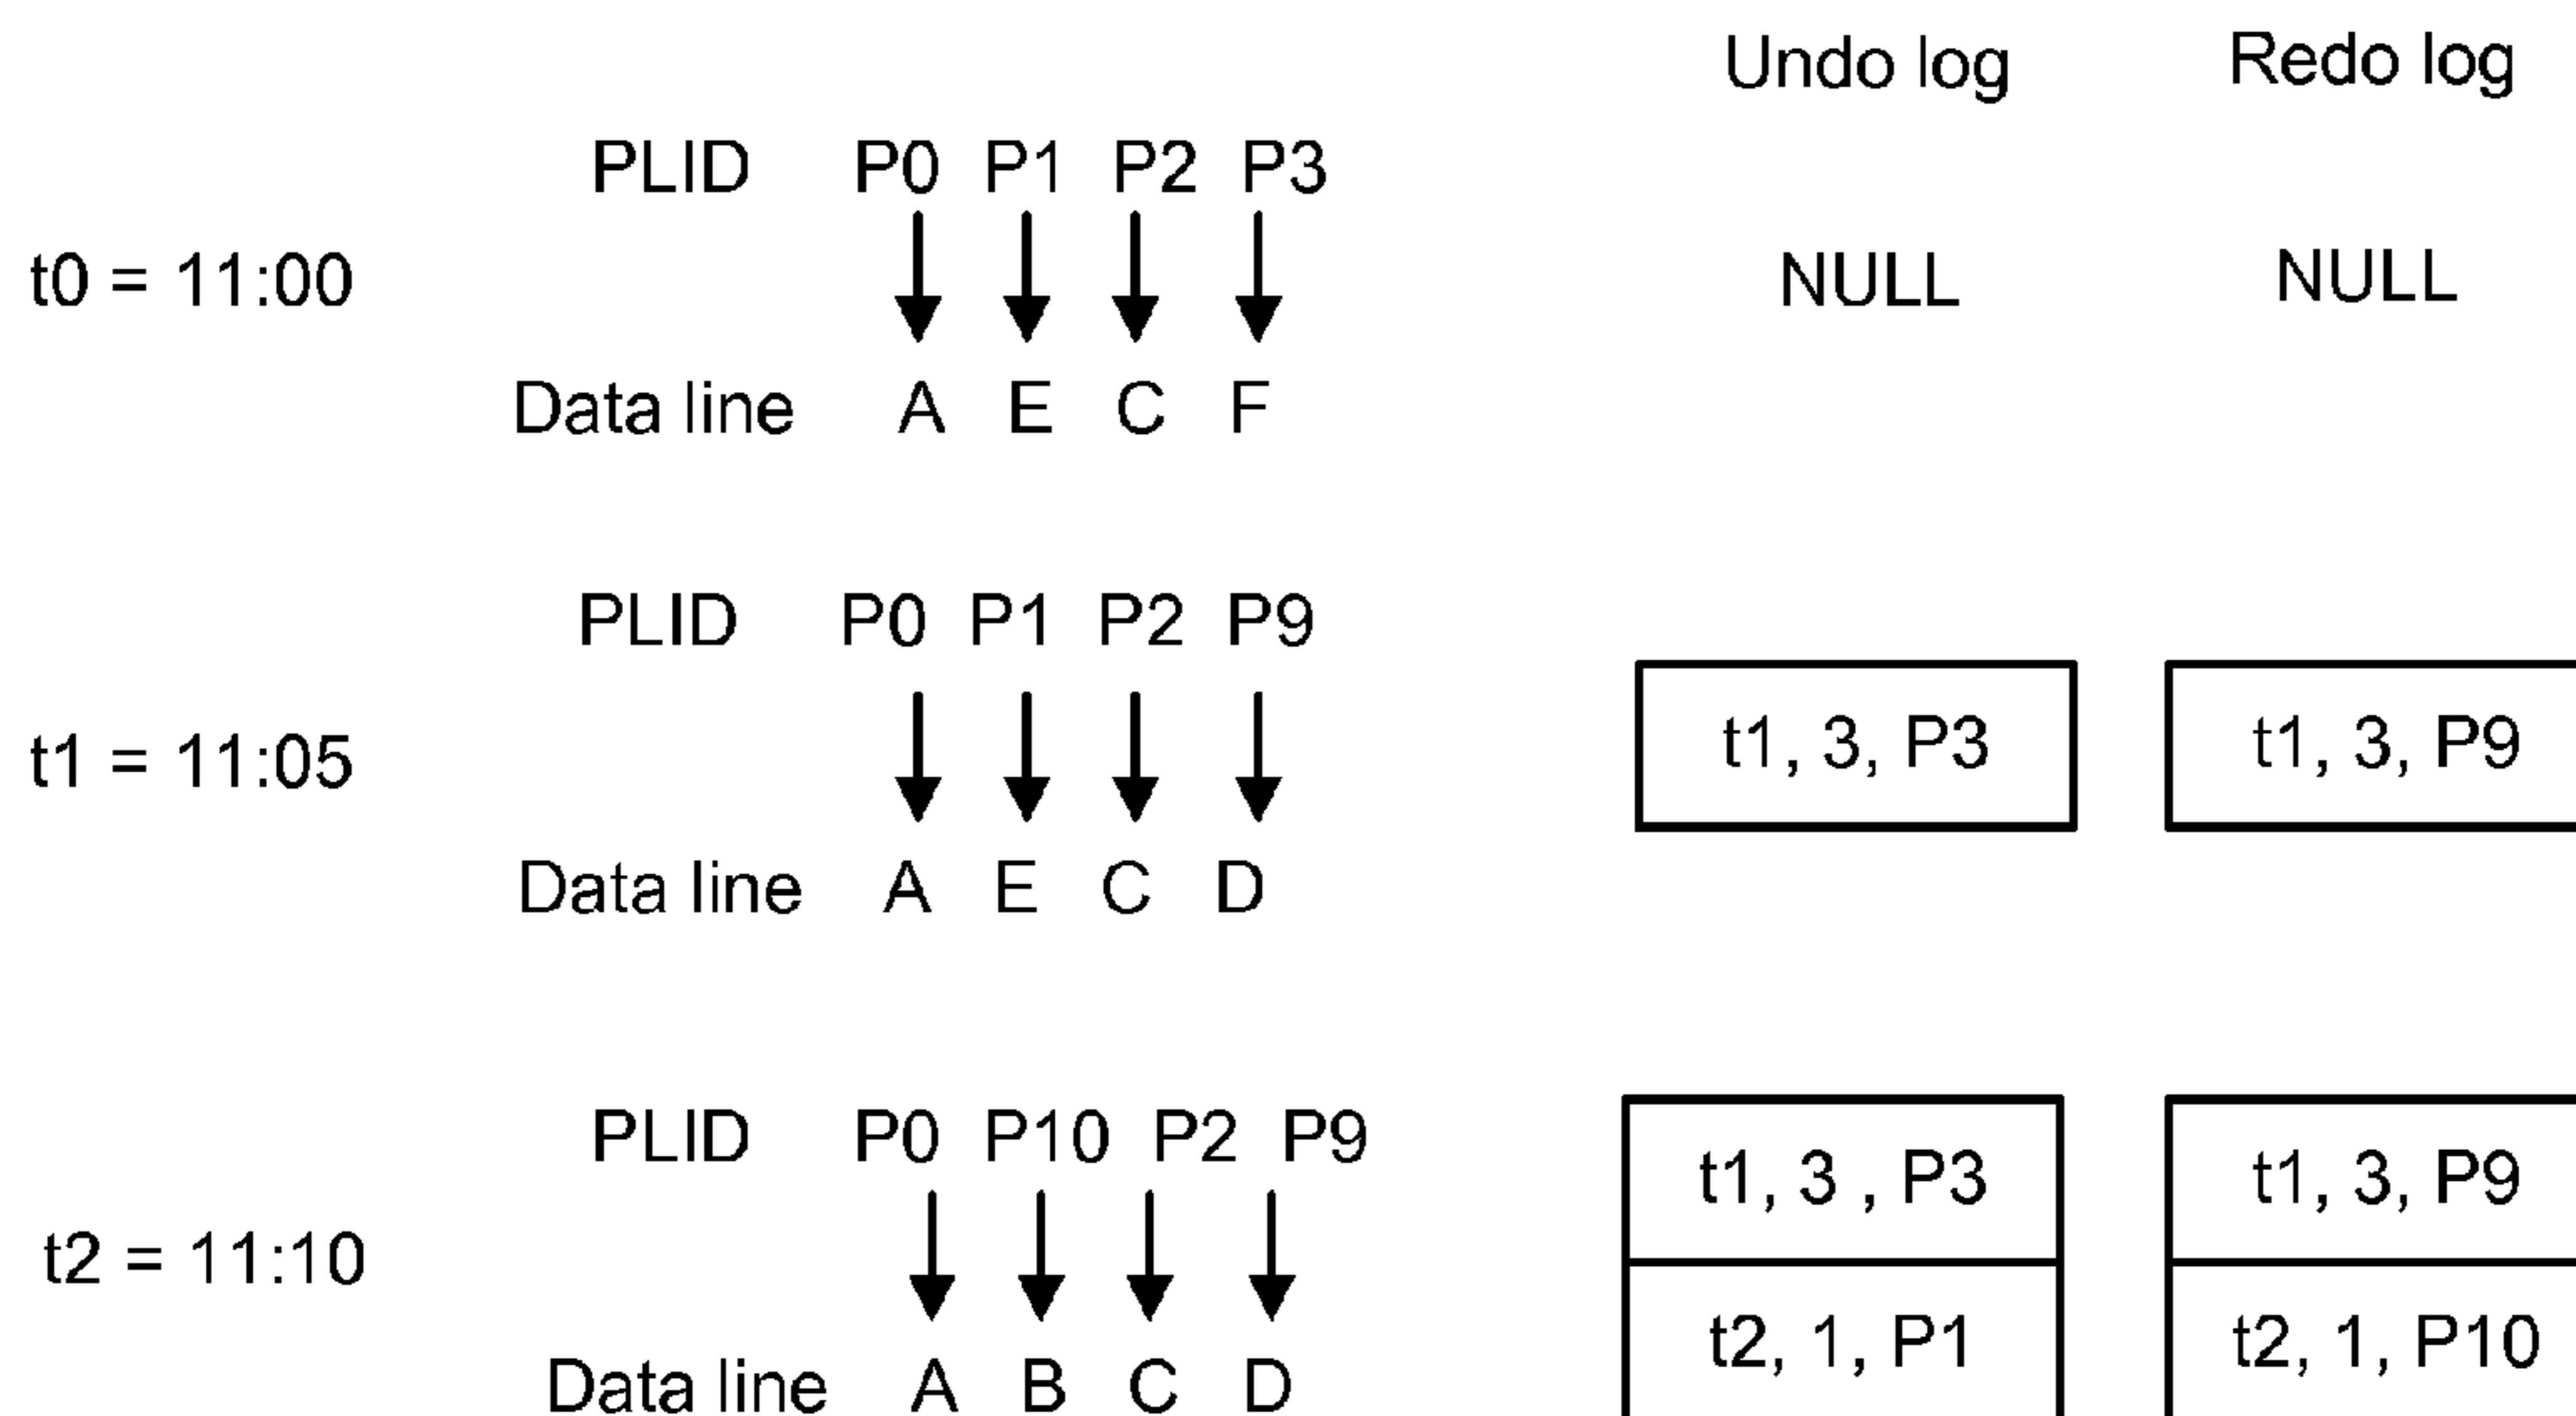 Undo log Redo log
PLID P0 P1 P2 P3
t0 = 11:00 NULL NULL
Data line A E C F
PLID P0 P1 P2 P9
t1 = 11:05 t1, 3, P3 t1, 3, P9
Data line A E C D
PLID P0 P10 P2 P9
t1, 3 , P3 t1, 3, P9
t2 = 11:10
t2, 1, P1 t2, 1, P10
Data line A B C D